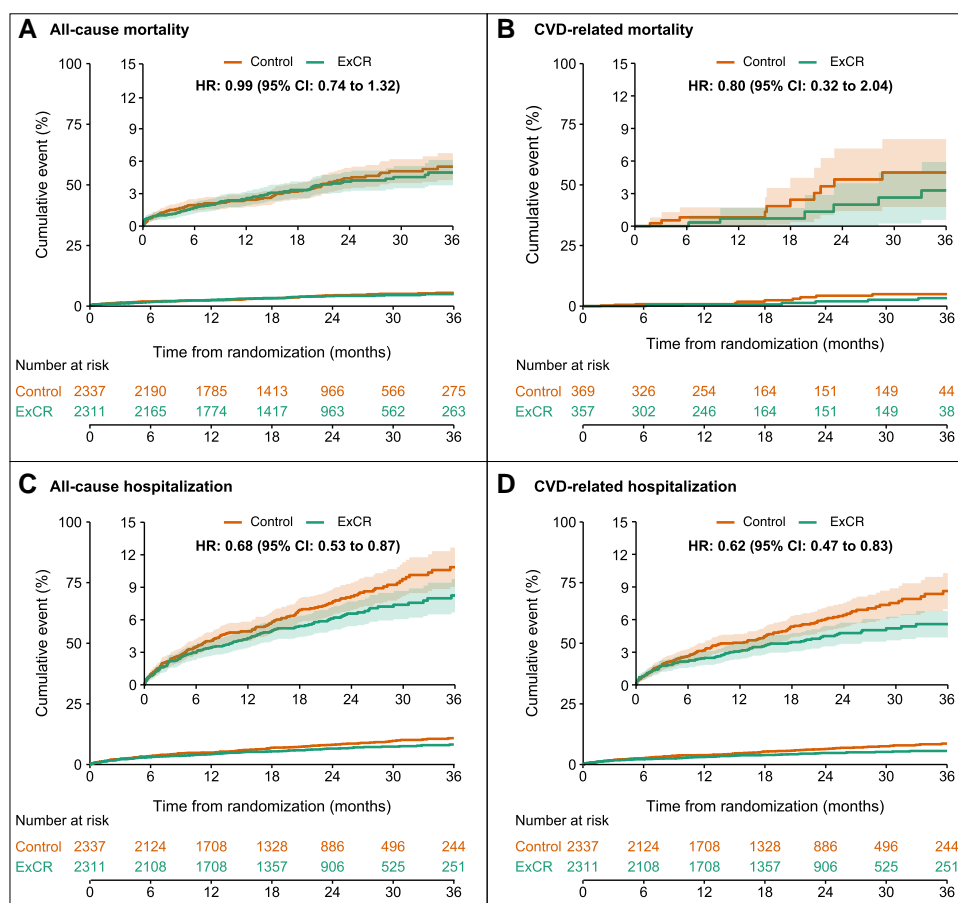 A All-cause mortality
Control ExCR
HR: 0.99 (95% CI: 0.74 to 1.32)
Cumulative event (%)
100
75
50
25
0
15
12
9
6
3
0
0 6 12 18 24 30 36
0 6 12 18 24 30 36
Time from randomization (months)
Number at risk
Control 2337 2190 1785 1413 966 566 275
ExCR 2311 2165 1774 1417 963 562 263
0 6 12 18 24 30 36
B CVD-related mortality
Control ExCR
HR: 0.80 (95% CI: 0.32 to 2.04)
Cumulative event (%)
100
75
50
25
0
15
12
9
6
3
0
0 6 12 18 24 30 36
0 6 12 18 24 30 36
Time from randomization (months)
Number at risk
Control 369 326 254 164 151 149 44
ExCR 357 302 246 164 151 149 38
0 6 12 18 24 30 36
C All-cause hospitalization
Control ExCR
HR: 0.68 (95% CI: 0.53 to 0.87)
Cumulative event (%)
100
75
50
25
0
15
12
9
6
3
0
0 6 12 18 24 30 36
0 6 12 18 24 30 36
Time from randomization (months)
Number at risk
Control 2337 2124 1708 1328 886 496 244
ExCR 2311 2108 1708 1357 906 525 251
0 6 12 18 24 30 36
D CVD-related hospitalization
Control ExCR
HR: 0.62 (95% CI: 0.47 to 0.83)
Cumulative event (%)
100
75
50
25
0
15
12
9
6
3
0
0 6 12 18 24 30 36
0 6 12 18 24 30 36
Time from randomization (months)
Number at risk
Control 2337 2124 1708 1328 886 496 244
ExCR 2311 2108 1708 1357 906 525 251
0 6 12 18 24 30 36